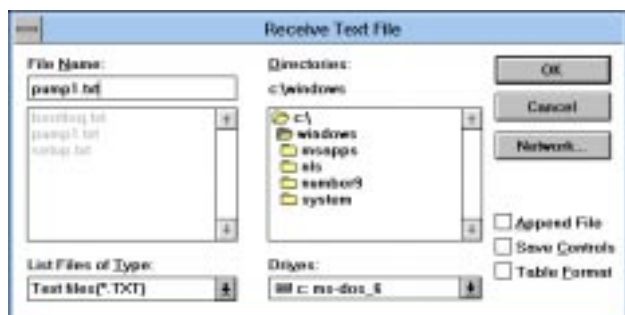 Receive Text File
File Name:
pump1.txt
bootlog.txt
pump1.txt
setup.txt
List Files of Type:
Text files(*.TXT)
Directories:
c:\windows
c:\
windows
msapps
nls
number9
system
Drives:
c: ms-dos_6
OK
Cancel
Network...
Append File
Save Controls
Table Format